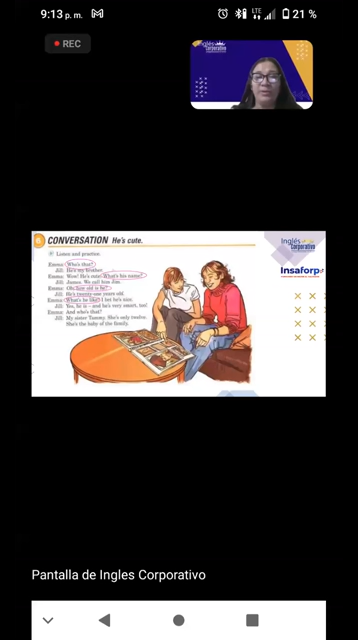 9:13 p. m.
LTE
21 %
REC
Inglés
Corporativo
6 CONVERSATION He's cute.
Listen and practice.
Emma: Who's that?
Jill: He's my brother.
Emma: Wow! He's cute! What's his name?
Jill: James. We call him Jim.
Emma: Oh, how old is he?
Jill: He's twenty-one years old.
Emma: What's he like? I bet he's nice.
Jill: Yes, he is – and he's very smart, too!
Emma: And who's that?
Jill: My sister Tammy. She's only twelve.
She's the baby of the family.
Inglés
Corporativo
Insaforp
Pantalla de Ingles Corporativo